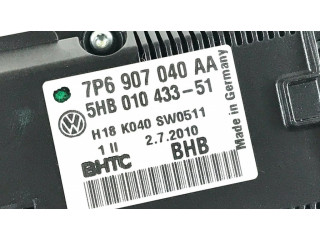 7P6 907 040 AA
5HB 010 433-51
H18 K040 SW0511
1 II 2.7.2010
BHTC BHB
Made in Germany